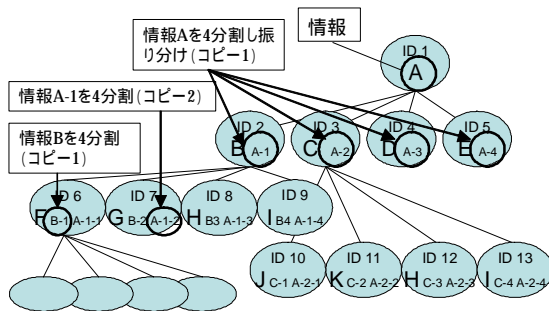 情報Aを4分割し振
り分け(コピー1)
情報
ID 1
A
情報A-1を4分割(コピー2)
情報Bを4分割
(コピー1)
ID 2
B A-1
ID 3
C A-2
ID 4
D A-3
ID 5
E A-4
ID 6
F B-1 A-1-1
ID 7
G B-2 A-1-2
ID 8
H B3 A-1-3
ID 9
I B4 A-1-4
ID 10
J C-1 A-2-1
ID 11
K C-2 A-2-2
ID 12
H C-3 A-2-3
ID 13
I C-4 A-2-4